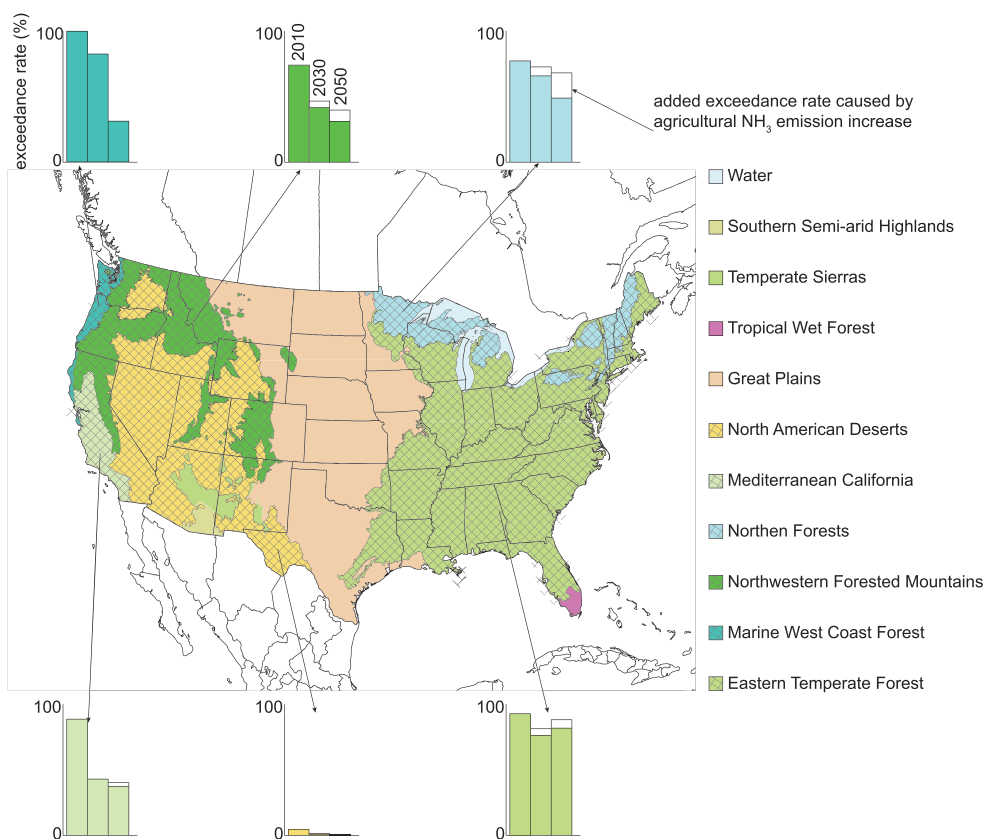 exceedance rate (%)
100
0
100
0
2010
2030
2050
100
0
added exceedance rate caused by
agricultural NH₃ emission increase
Water
Southern Semi-arid Highlands
Temperate Sierras
Tropical Wet Forest
Great Plains
North American Deserts
Mediterranean California
Northen Forests
Northwestern Forested Mountains
Marine West Coast Forest
Eastern Temperate Forest
100
0
100
0
100
0